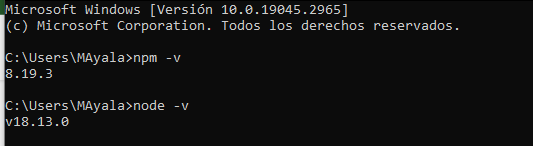 Microsoft Windows [Versión 10.0.19045.2965]
(c) Microsoft Corporation. Todos los derechos reservados.
C:\Users\MAyala>npm -v
8.19.3
C:\Users\MAyala>node -v
v18.13.0